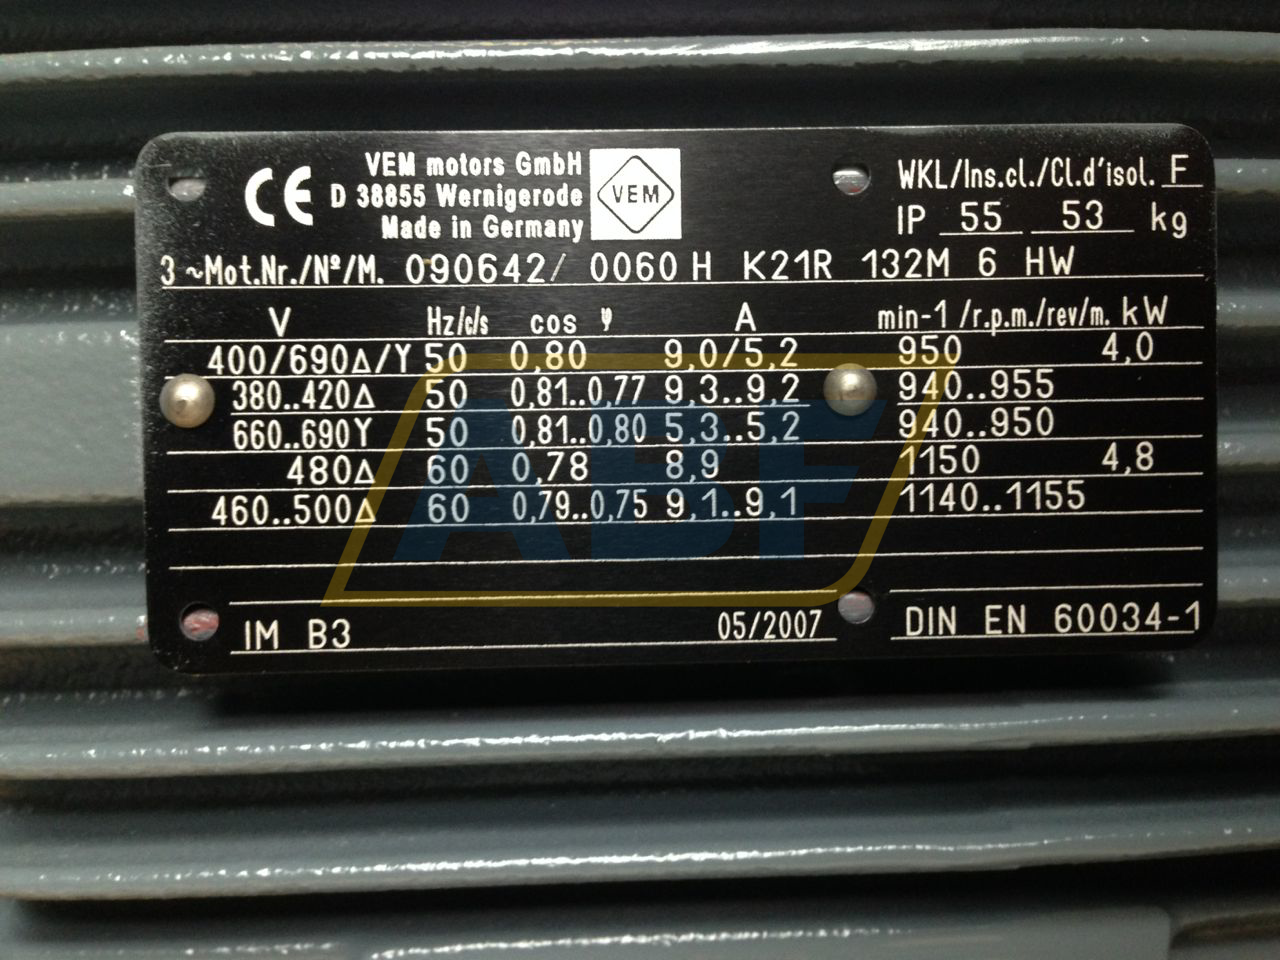 CE
VEM motors GmbH
D 38855 Wernigerode
Made in Germany
VEM
WKL/Ins.cl./Cl.d'isol. F
IP 55 53 kg
3~Mot.Nr./Nº/M. 090642/ 0060 H K21R 132M 6 HW
V Hz/c/s cos φ A min-1/r.p.m./rev/m. kW
400/690Δ/Y 50 0,80 9,0/5,2 950 4,0
380..420Δ 50 0,81..0,77 9,3..9,2 940..955
660..690Y 50 0,81..0,80 5,3..5,2 940..950
480Δ 60 0,78 8,9 1150 4,8
460..500Δ 60 0,79..0,75 9,1..9,1 1140..1155
IM B3 05/2007 DIN EN 60034-1
ABF